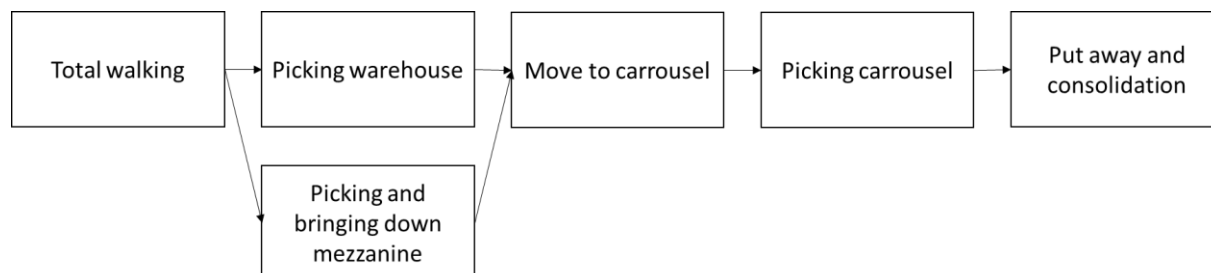 Total walking
Picking warehouse
Move to carrousel
Picking carrousel
Put away and
consolidation
Picking and
bringing down
mezzanine